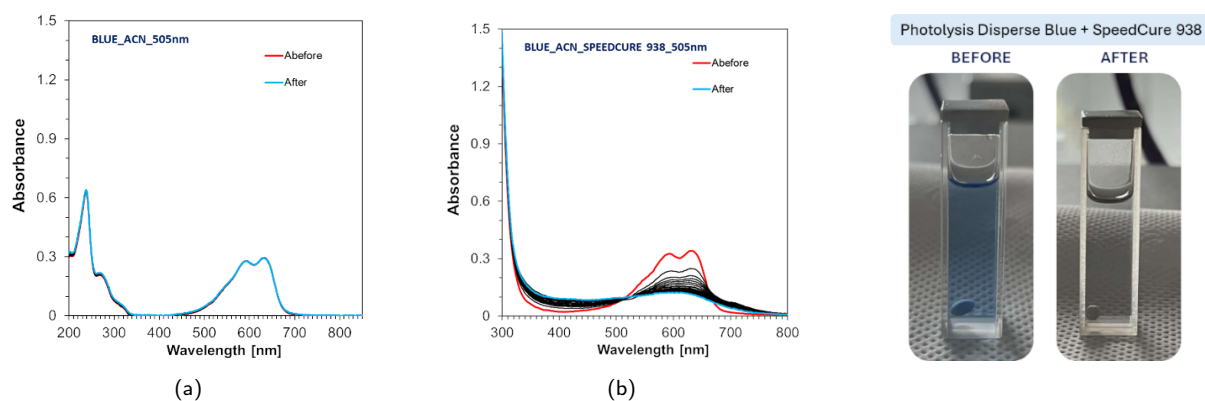 BLUE_ACN_505nm
Abefore
After
Absorbance
1.5
1.2
0.9
0.6
0.3
0
200 300 400 500 600 700 800
Wavelength [nm]
(a)
BLUE_ACN_SPEEDCURE 938_505nm
Abefore
After
Absorbance
1.5
1.2
0.9
0.6
0.3
0
300 400 500 600 700 800
Wavelength [nm]
(b)
Photolysis Disperse Blue + SpeedCure 938
BEFORE AFTER